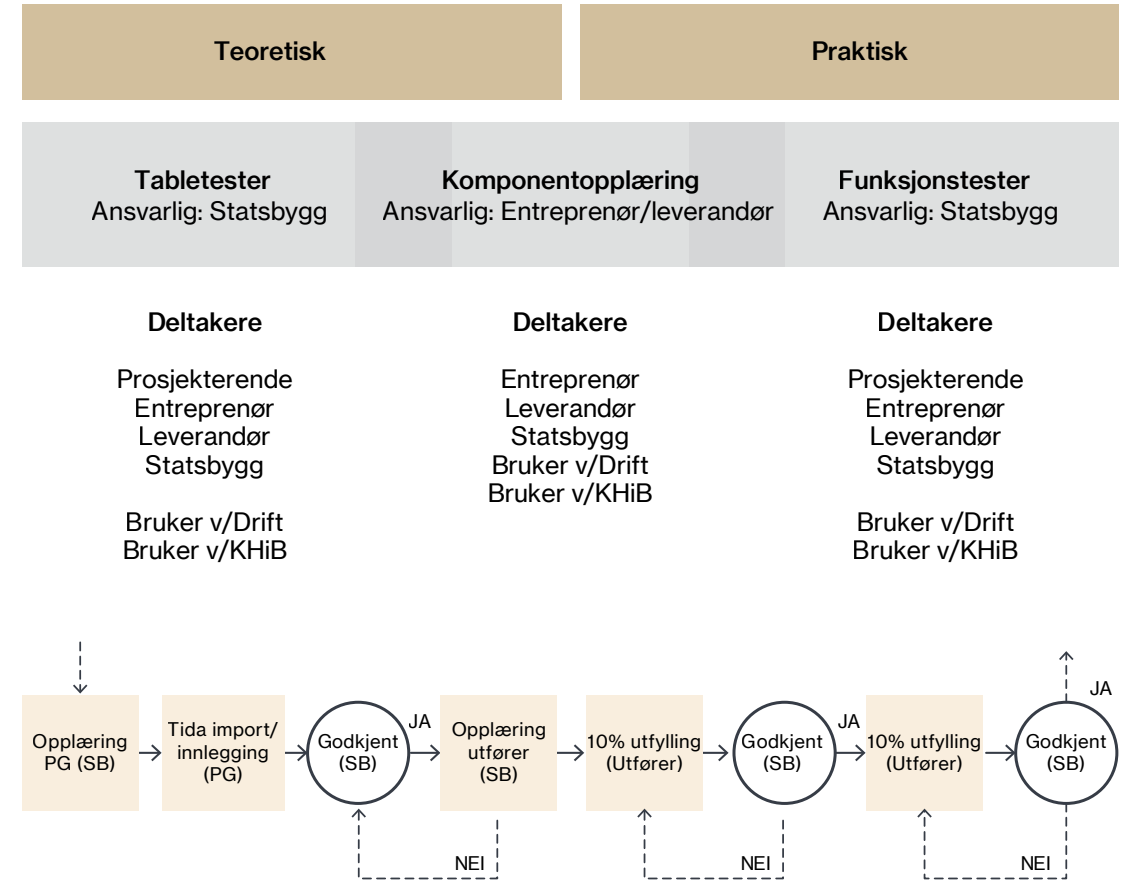 Teoretisk
Praktisk
Tabletester
Ansvarlig: Statsbygg
Komponentopplæring
Ansvarlig: Entreprenør/leverandør
Funksjonstester
Ansvarlig: Statsbygg
Deltakere
Prosjekterende
Entreprenør
Leverandør
Statsbygg
Bruker v/Drift
Bruker v/KHiB
Deltakere
Entreprenør
Leverandør
Statsbygg
Bruker v/Drift
Bruker v/KHiB
Deltakere
Prosjekterende
Entreprenør
Leverandør
Statsbygg
Bruker v/Drift
Bruker v/KHiB
Opplæring
PG (SB)
Tida import/
innlegging
(PG)
Godkjent
(SB)
JA
Opplæring
utfører
(SB)
10% utfylling
(Utfører)
Godkjent
(SB)
JA
10% utfylling
(Utfører)
Godkjent
(SB)
JA
NEI
NEI
NEI